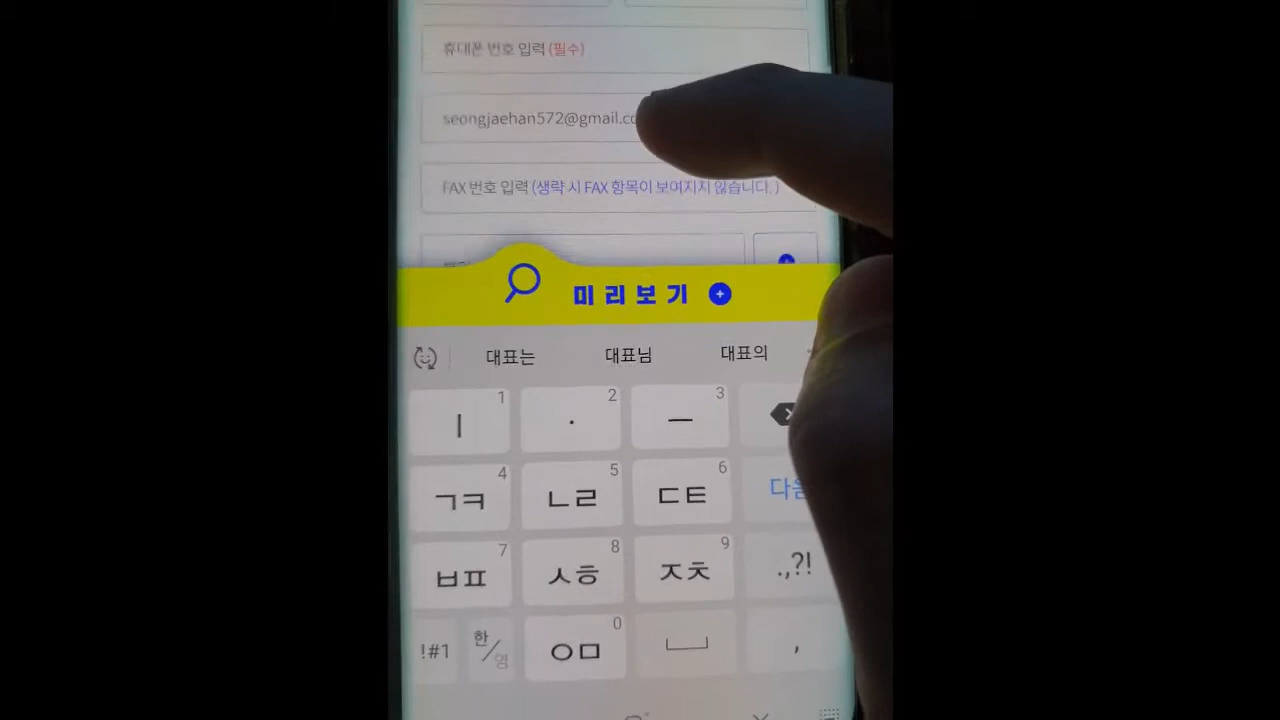 휴대폰 번호 입력 (필수)
seongjaehan572@gmail.co
FAX 번호 입력 (생략 시 FAX 항목이 보여지지 않습니다.)
미리보기
대표는 대표님 대표의
1 2 3
ㅣ · ㅡ
4 5 6
ㄱㅋ ㄴㄹ ㄷㅌ 다음
7 8 9
ㅂㅍ ㅅㅎ ㅈㅊ .,?!
0
!#1 한/영 ㅇㅁ ,